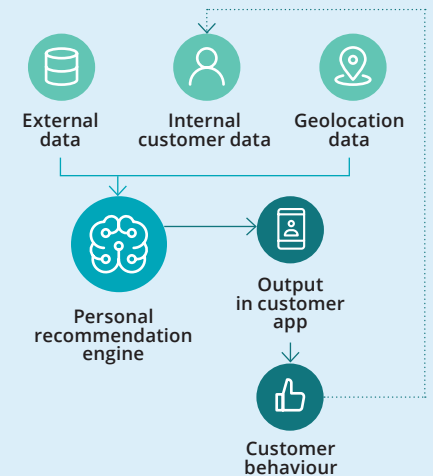 External
data
Internal
customer data
Geolocation
data
Personal
recommendation
engine
Output
in customer
app
Customer
behaviour